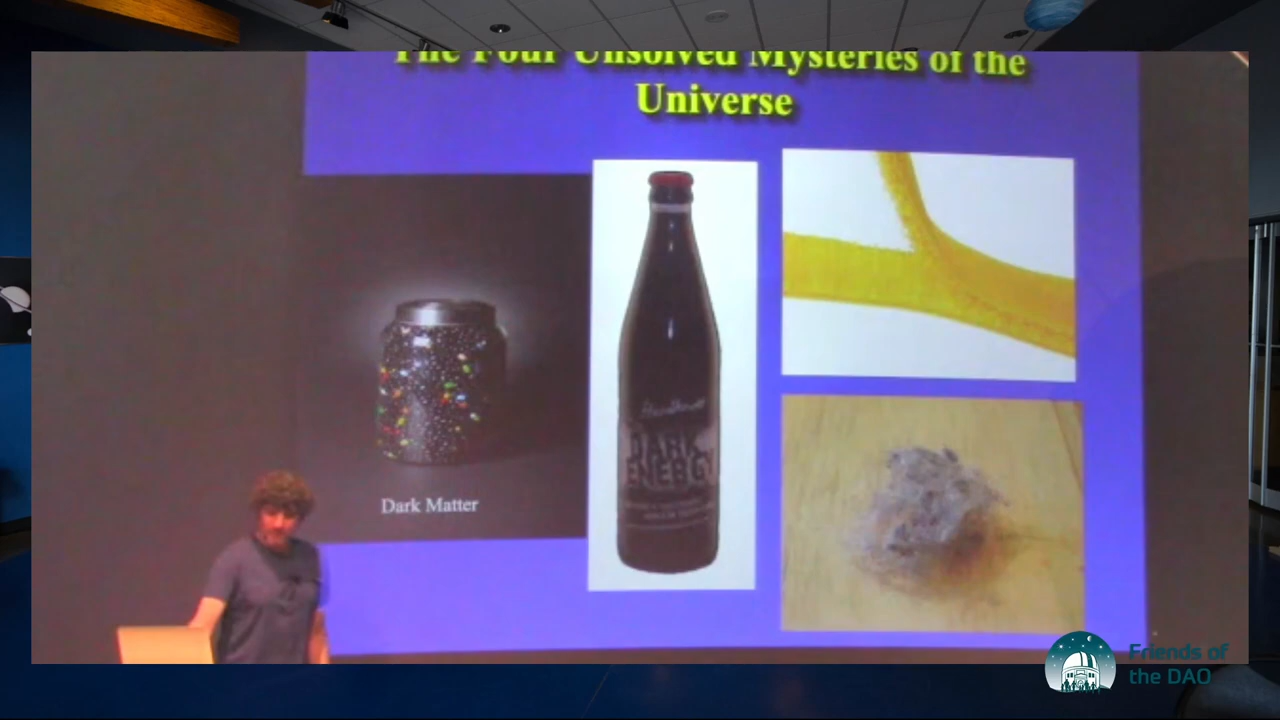 The Four Unsolved Mysteries of the
Universe
DARK
ENERGY
Dark Matter
Friends of
the DAO